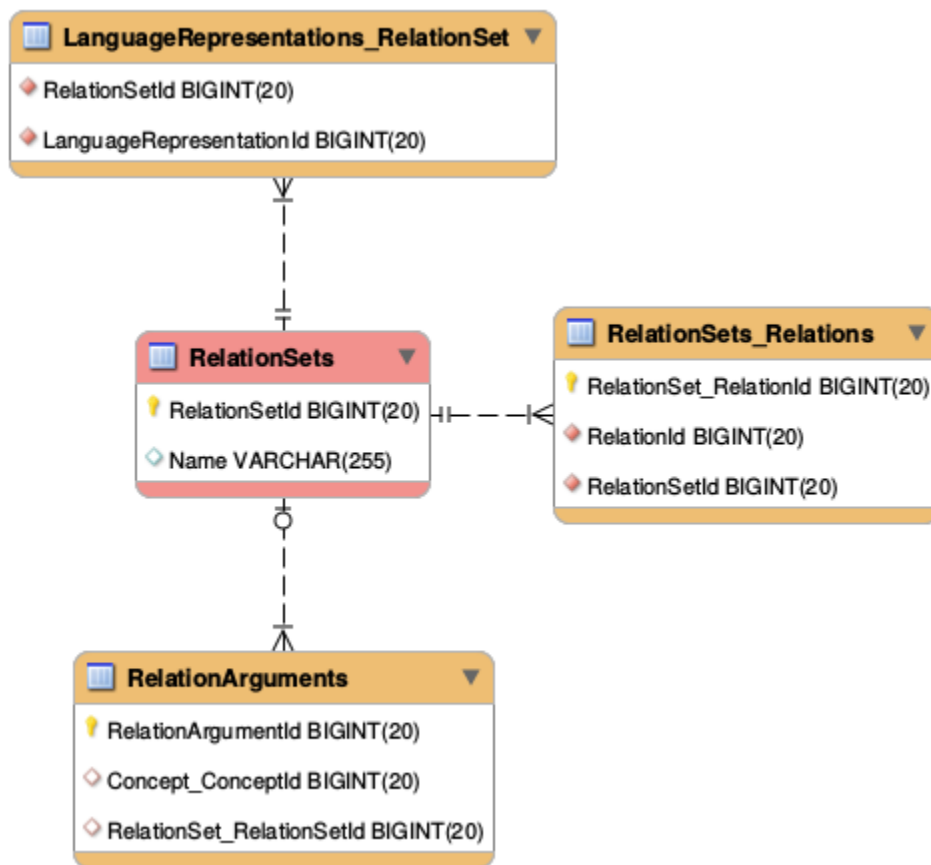 LanguageRepresentations_RelationSet
RelationSetId BIGINT(20)
LanguageRepresentationId BIGINT(20)
RelationSets
RelationSetId BIGINT(20)
Name VARCHAR(255)
RelationSets_Relations
RelationSet_RelationId BIGINT(20)
RelationId BIGINT(20)
RelationSetId BIGINT(20)
RelationArguments
RelationArgumentId BIGINT(20)
Concept_ConceptId BIGINT(20)
RelationSet_RelationSetId BIGINT(20)